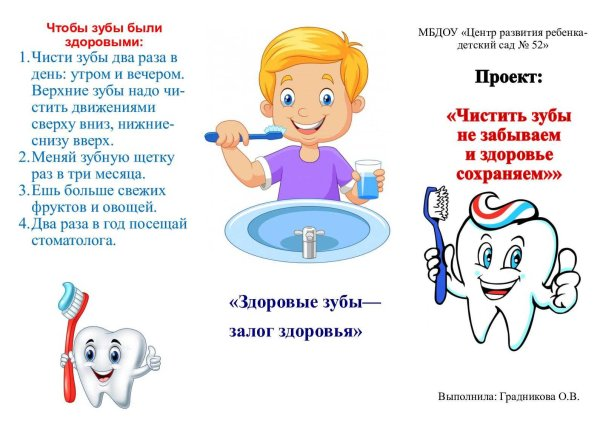 Чтобы зубы были
здоровыми:
1. Чисти зубы два раза в
день: утром и вечером.
Верхние зубы надо чи-
стить движениями
сверху вниз, нижние-
снизу вверх.
2. Меняй зубную щетку
раз в три месяца.
3. Ешь больше свежих
фруктов и овощей.
4. Два раза в год посещай
стоматолога.
«Здоровые зубы—
залог здоровья»
МБДОУ «Центр развития ребенка-
детский сад № 52»
Проект:
«Чистить зубы
не забываем
и здоровье
сохраняем»»
Выполнила: Градникова О.В.